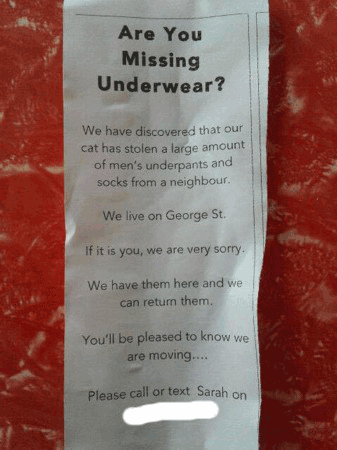 Are You
Missing
Underwear?
We have discovered that our
cat has stolen a large amount
of men's underpants and
socks from a neighbour.
We live on George St.
If it is you, we are very sorry.
We have them here and we
can return them.
You'll be pleased to know we
are moving....
Please call or text Sarah on